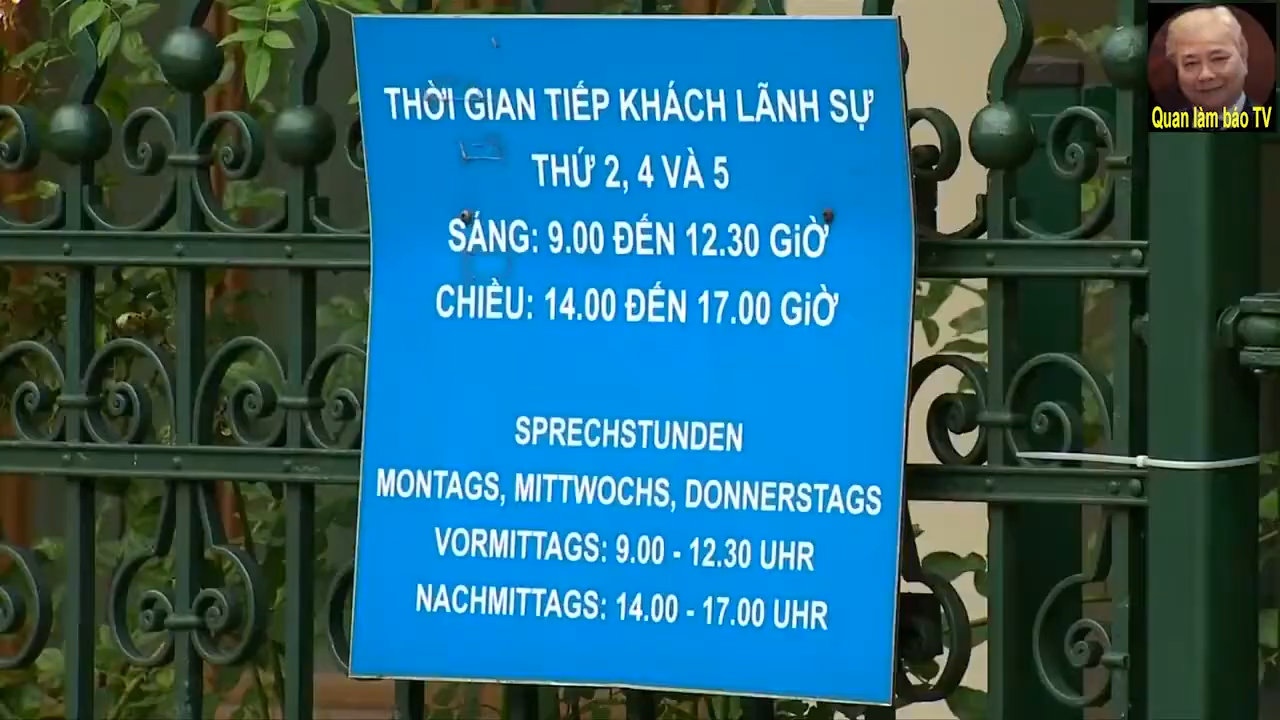 THỜI GIAN TIẾP KHÁCH LÃNH SỰ
THỨ 2, 4 VÀ 5
SÁNG: 9.00 ĐẾN 12.30 GiỜ
CHIỀU: 14.00 ĐẾN 17.00 GiỜ
SPRECHSTUNDEN
MONTAGS, MITTWOCHS, DONNERSTAGS
VORMITTAGS: 9.00 - 12.30 UHR
NACHMITTAGS: 14.00 - 17.00 UHR
Quan làm báo TV